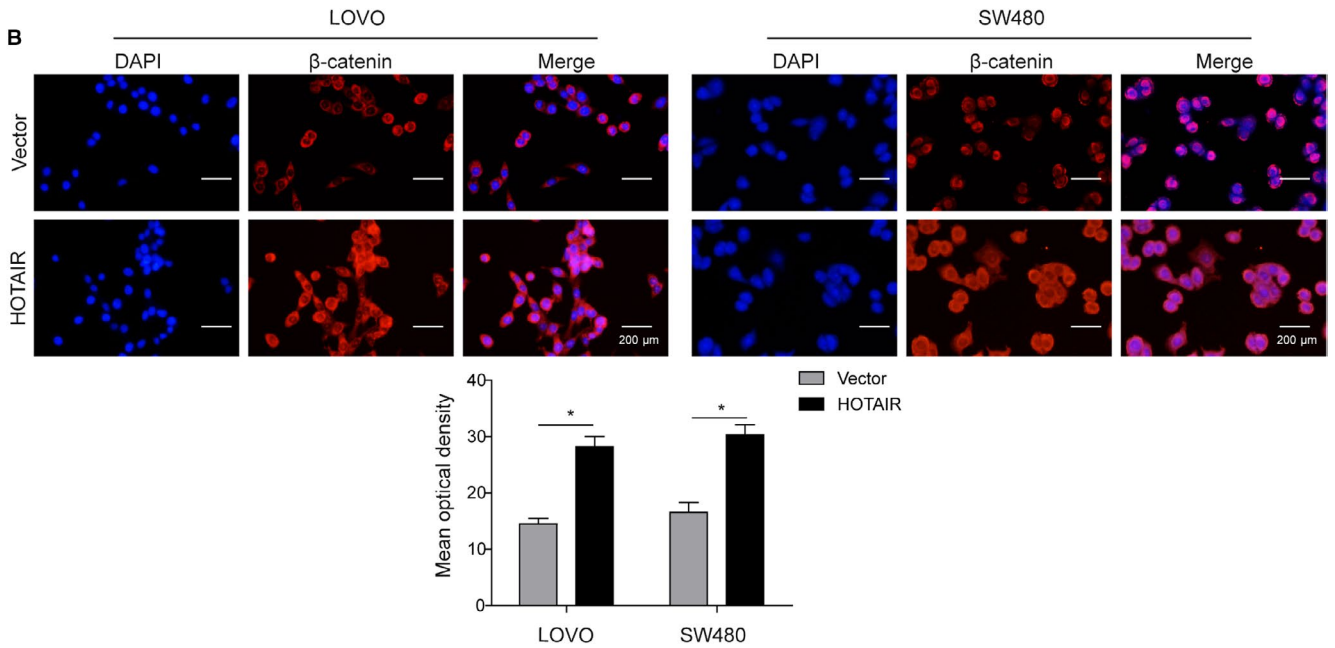 B
LOVO
SW480
DAPI β-catenin Merge
DAPI β-catenin Merge
Vector
HOTAIR
200 μm
200 μm
Vector
HOTAIR
Mean optical density
40
30
20
10
0
*
*
LOVO
SW480